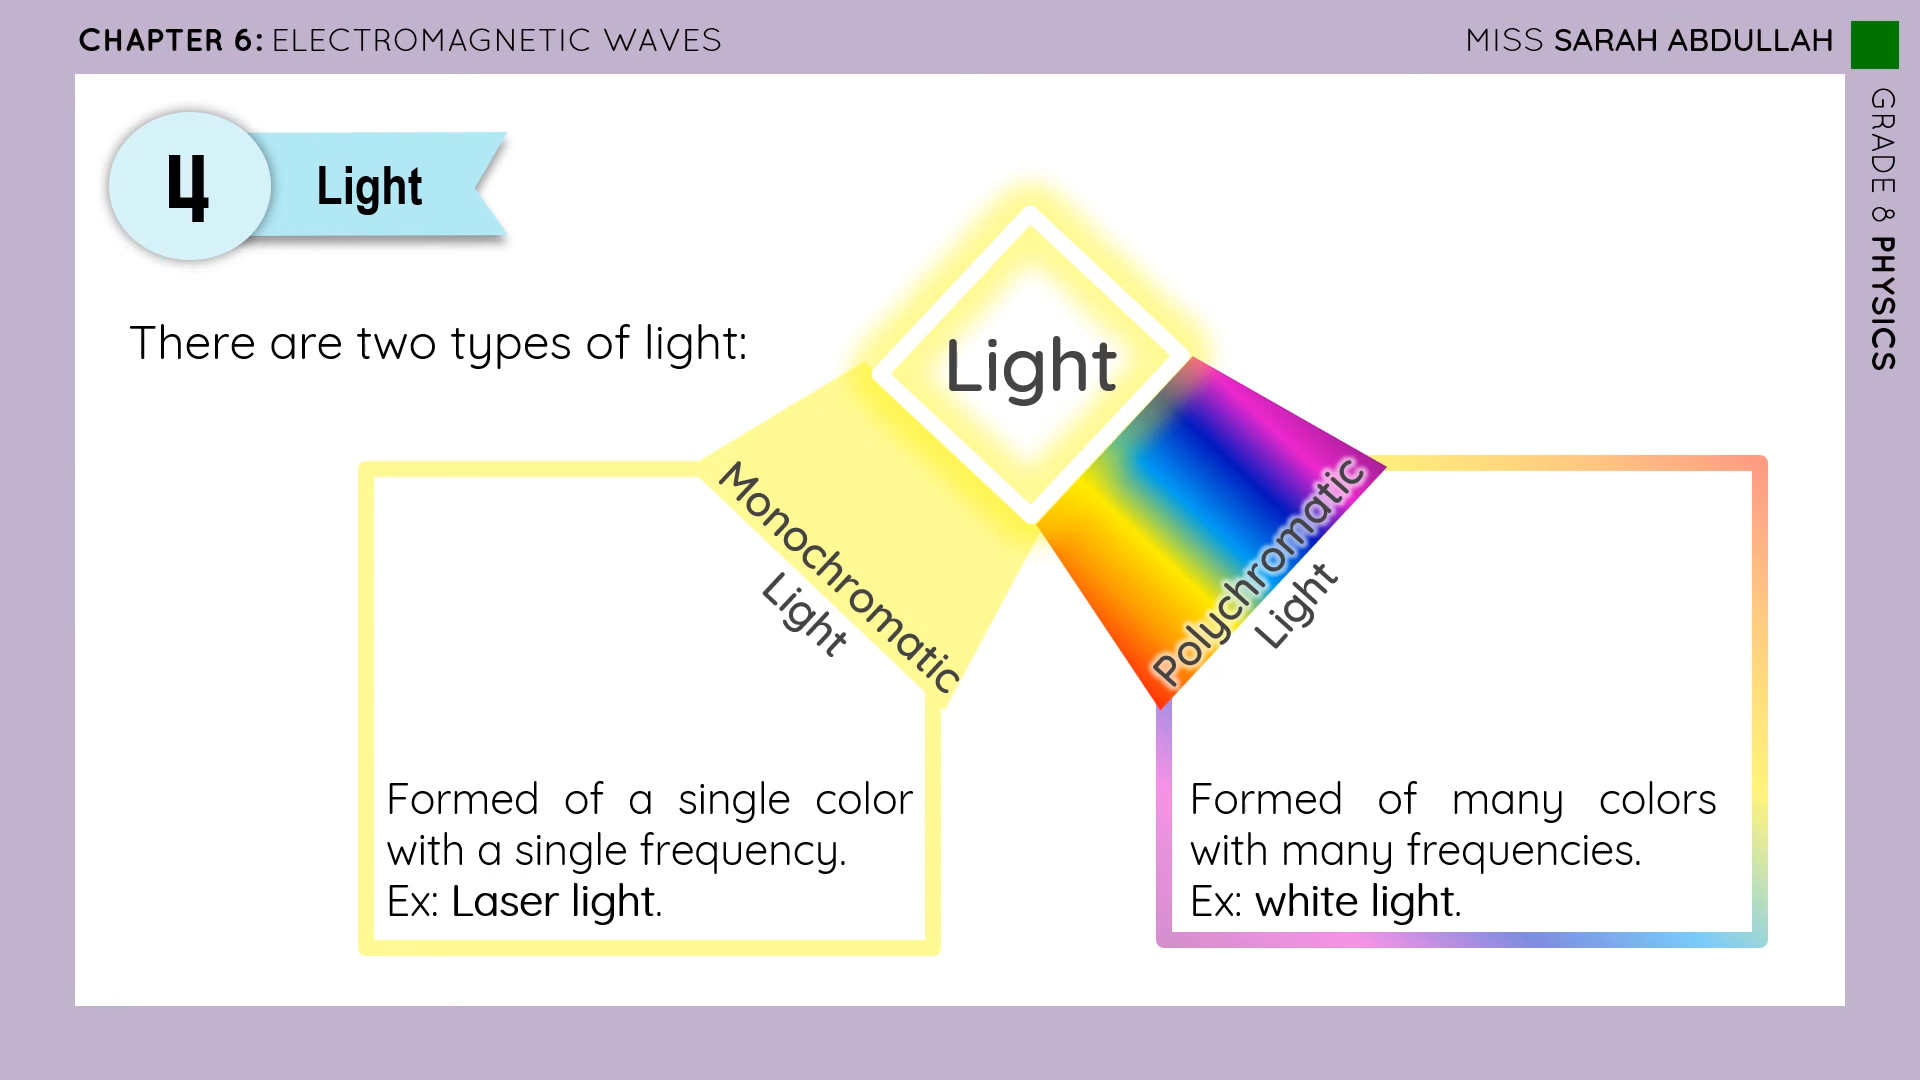 CHAPTER 6: ELECTROMAGNETIC WAVES
MISS SARAH ABDULLAH
GRADE 8 PHYSICS
4
Light
There are two types of light:
Light
Monochromatic
Light
Polychromatic
Light
Formed of a single color
with a single frequency.
Ex: Laser light.
Formed of many colors
with many frequencies.
Ex: white light.